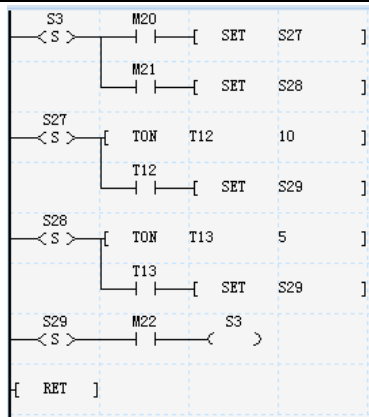 S3 M20
S SET S27
M21
SET S28
S27
S TON T12 10
T12
SET S29
S28
S TON T13 5
T13
SET S29
S29 M22 S3
S
RET